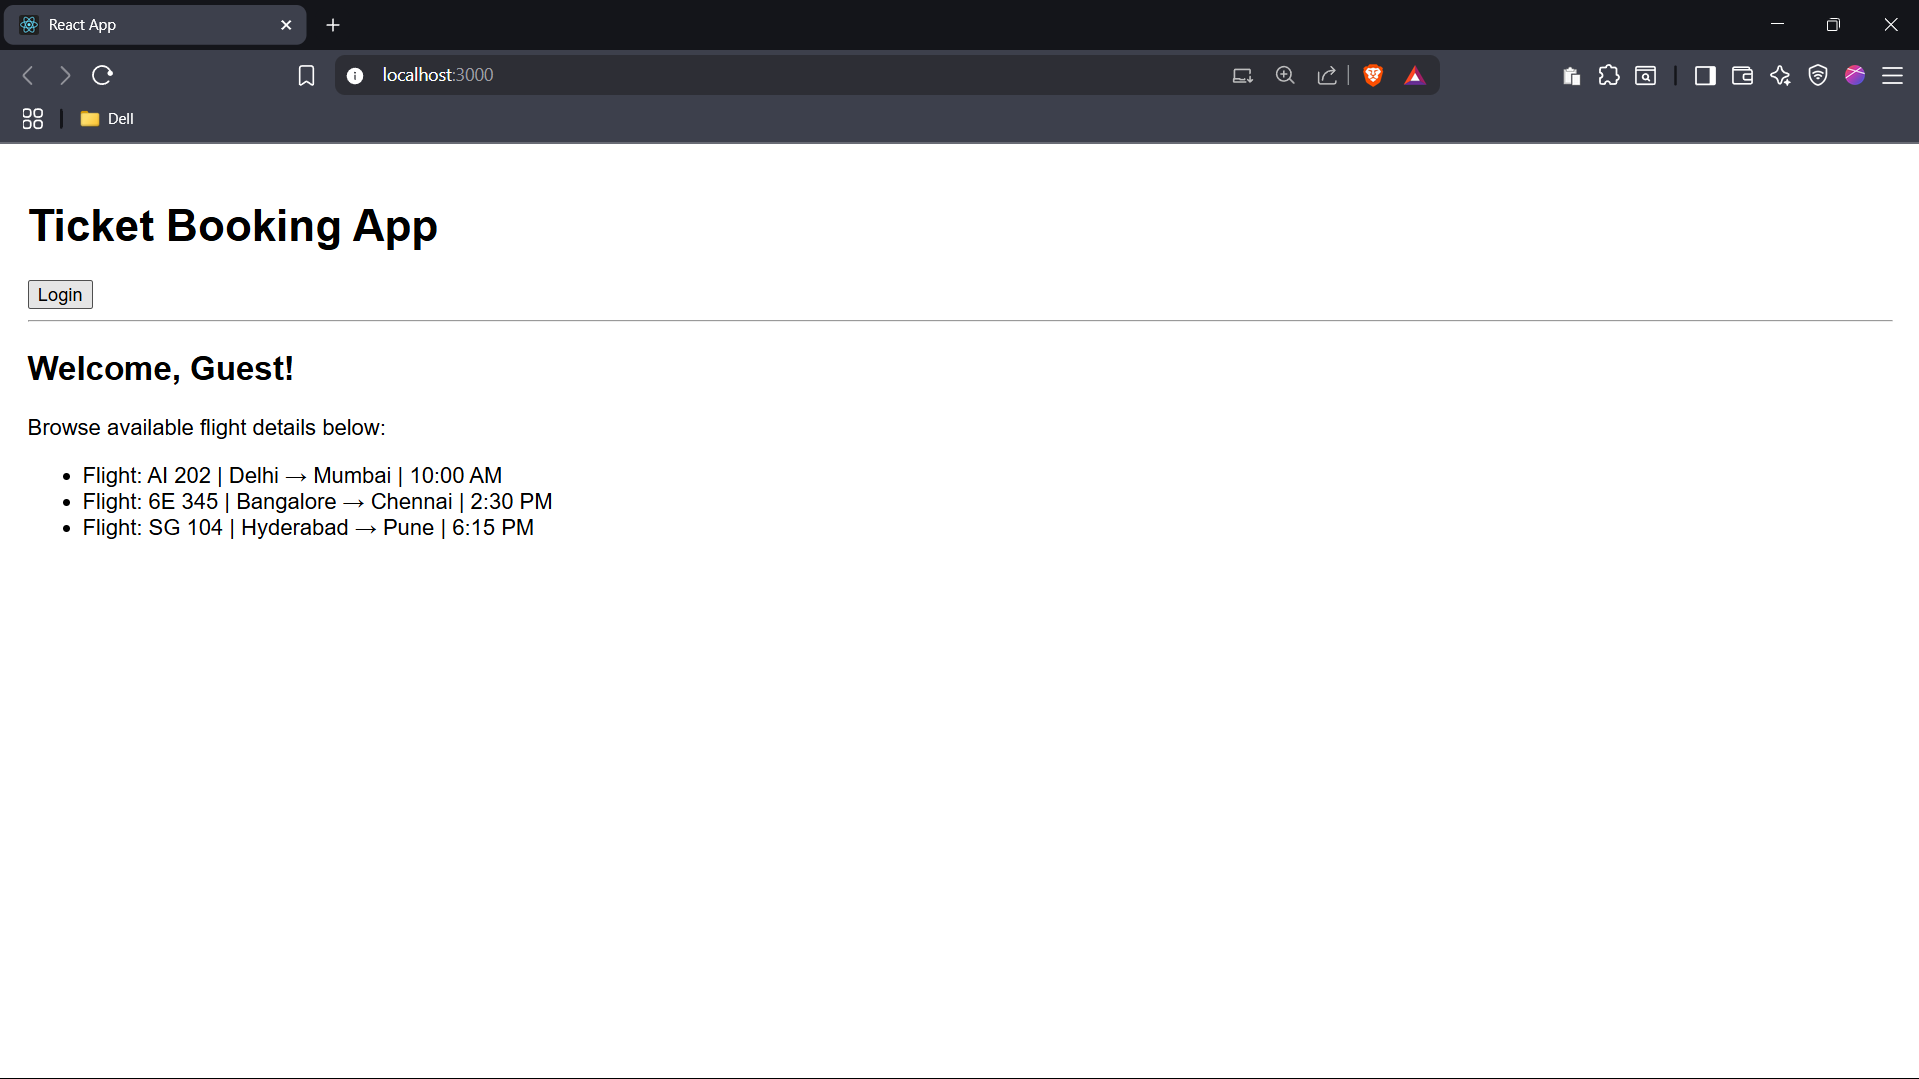 React App
localhost:3000
Dell
Ticket Booking App
Login
Welcome, Guest!
Browse available flight details below:
• Flight: AI 202 | Delhi → Mumbai | 10:00 AM
• Flight: 6E 345 | Bangalore → Chennai | 2:30 PM
• Flight: SG 104 | Hyderabad → Pune | 6:15 PM